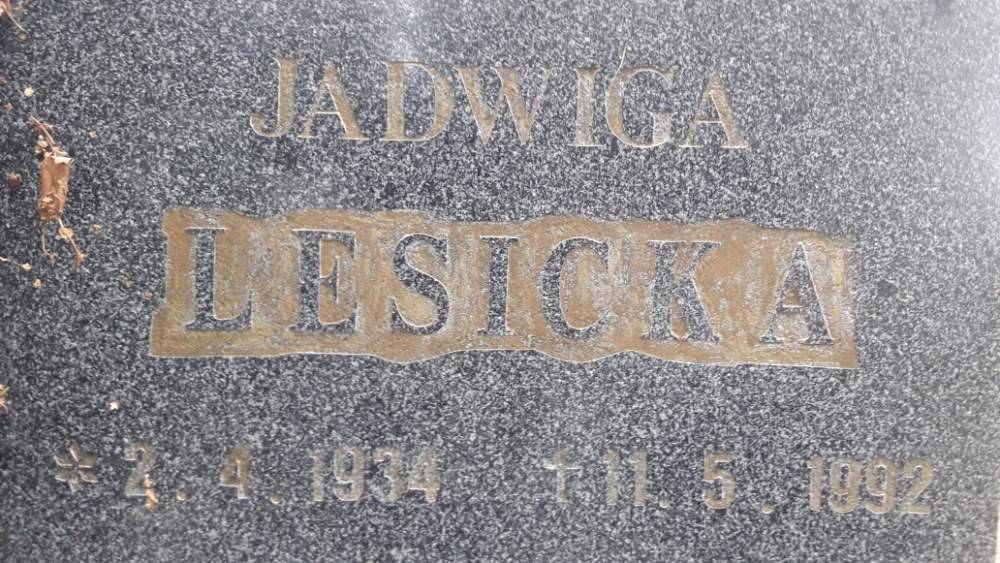 JADWIGA
LESICKA
* 2. 4. 1934 † 11. 5. 1992